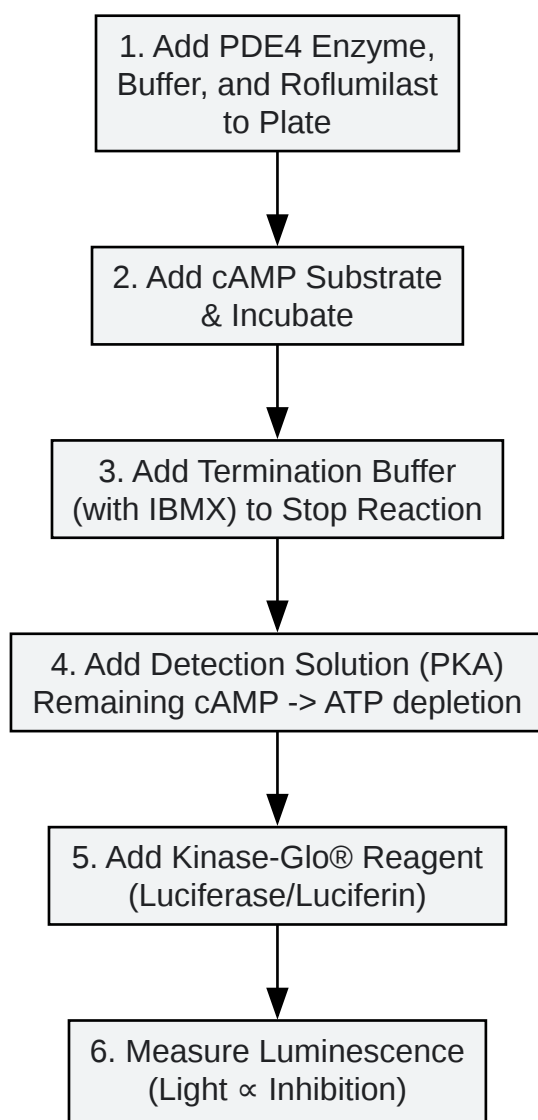 1. Add PDE4 Enzyme,
Buffer, and Roflumilast
to Plate
2. Add cAMP Substrate
& Incubate
3. Add Termination Buffer
(with IBMX) to Stop Reaction
4. Add Detection Solution (PKA)
Remaining cAMP -> ATP depletion
5. Add Kinase-Glo® Reagent
(Luciferase/Luciferin)
6. Measure Luminescence
(Light ∝ Inhibition)